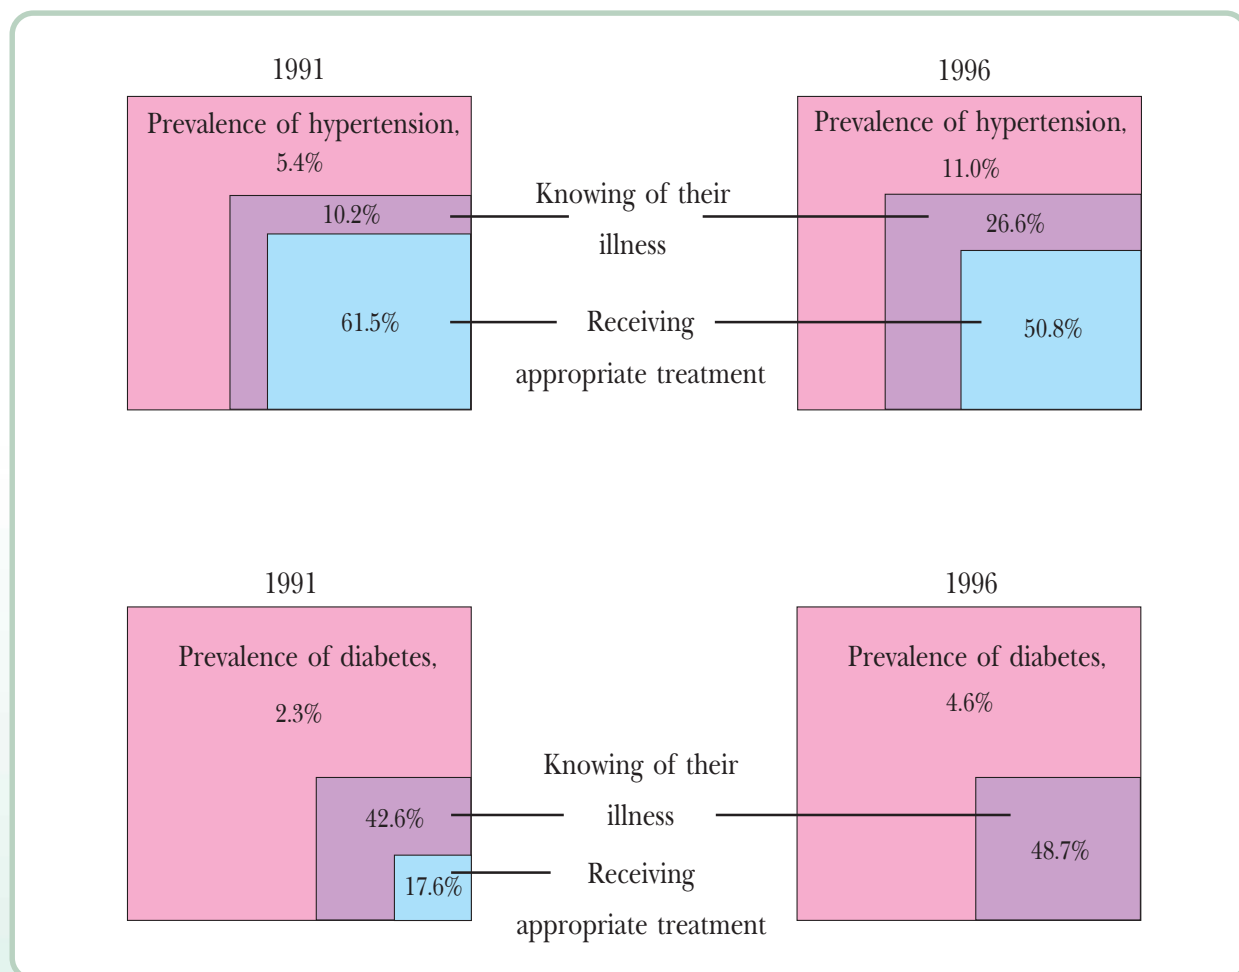 1991
Prevalence of hypertension,
5.4%
10.2%
61.5%
Knowing of their
illness
Receiving
appropriate treatment
1996
Prevalence of hypertension,
11.0%
26.6%
50.8%
1991
Prevalence of diabetes,
2.3%
42.6%
17.6%
Knowing of their
illness
Receiving
appropriate treatment
1996
Prevalence of diabetes,
4.6%
48.7%